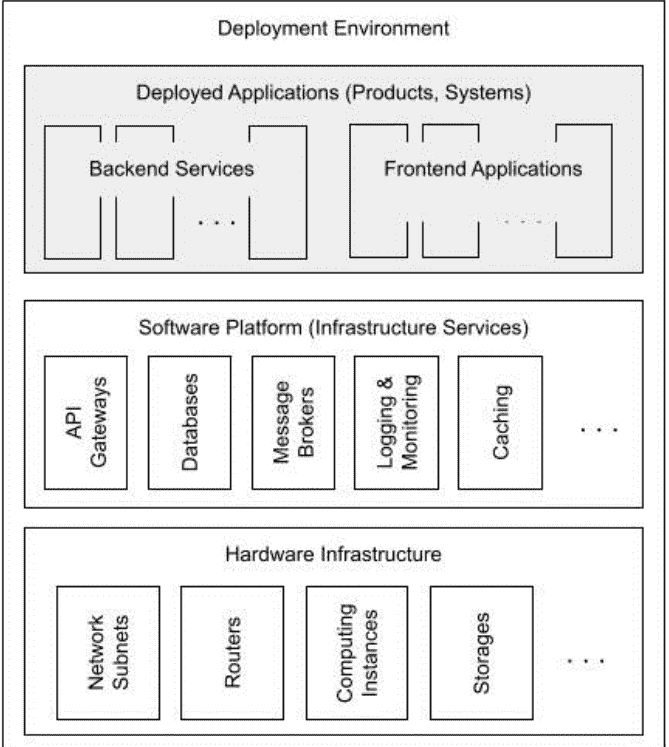 Deployment Environment
Deployed Applications (Products, Systems)
Backend Services
Frontend Applications
. . .
. . .
Software Platform (Infrastructure Services)
API
Gateways
Databases
Message
Brokers
Logging &
Monitoring
Caching
. . .
Hardware Infrastructure
Network
Subnets
Routers
Computing
Instances
Storages
. . .